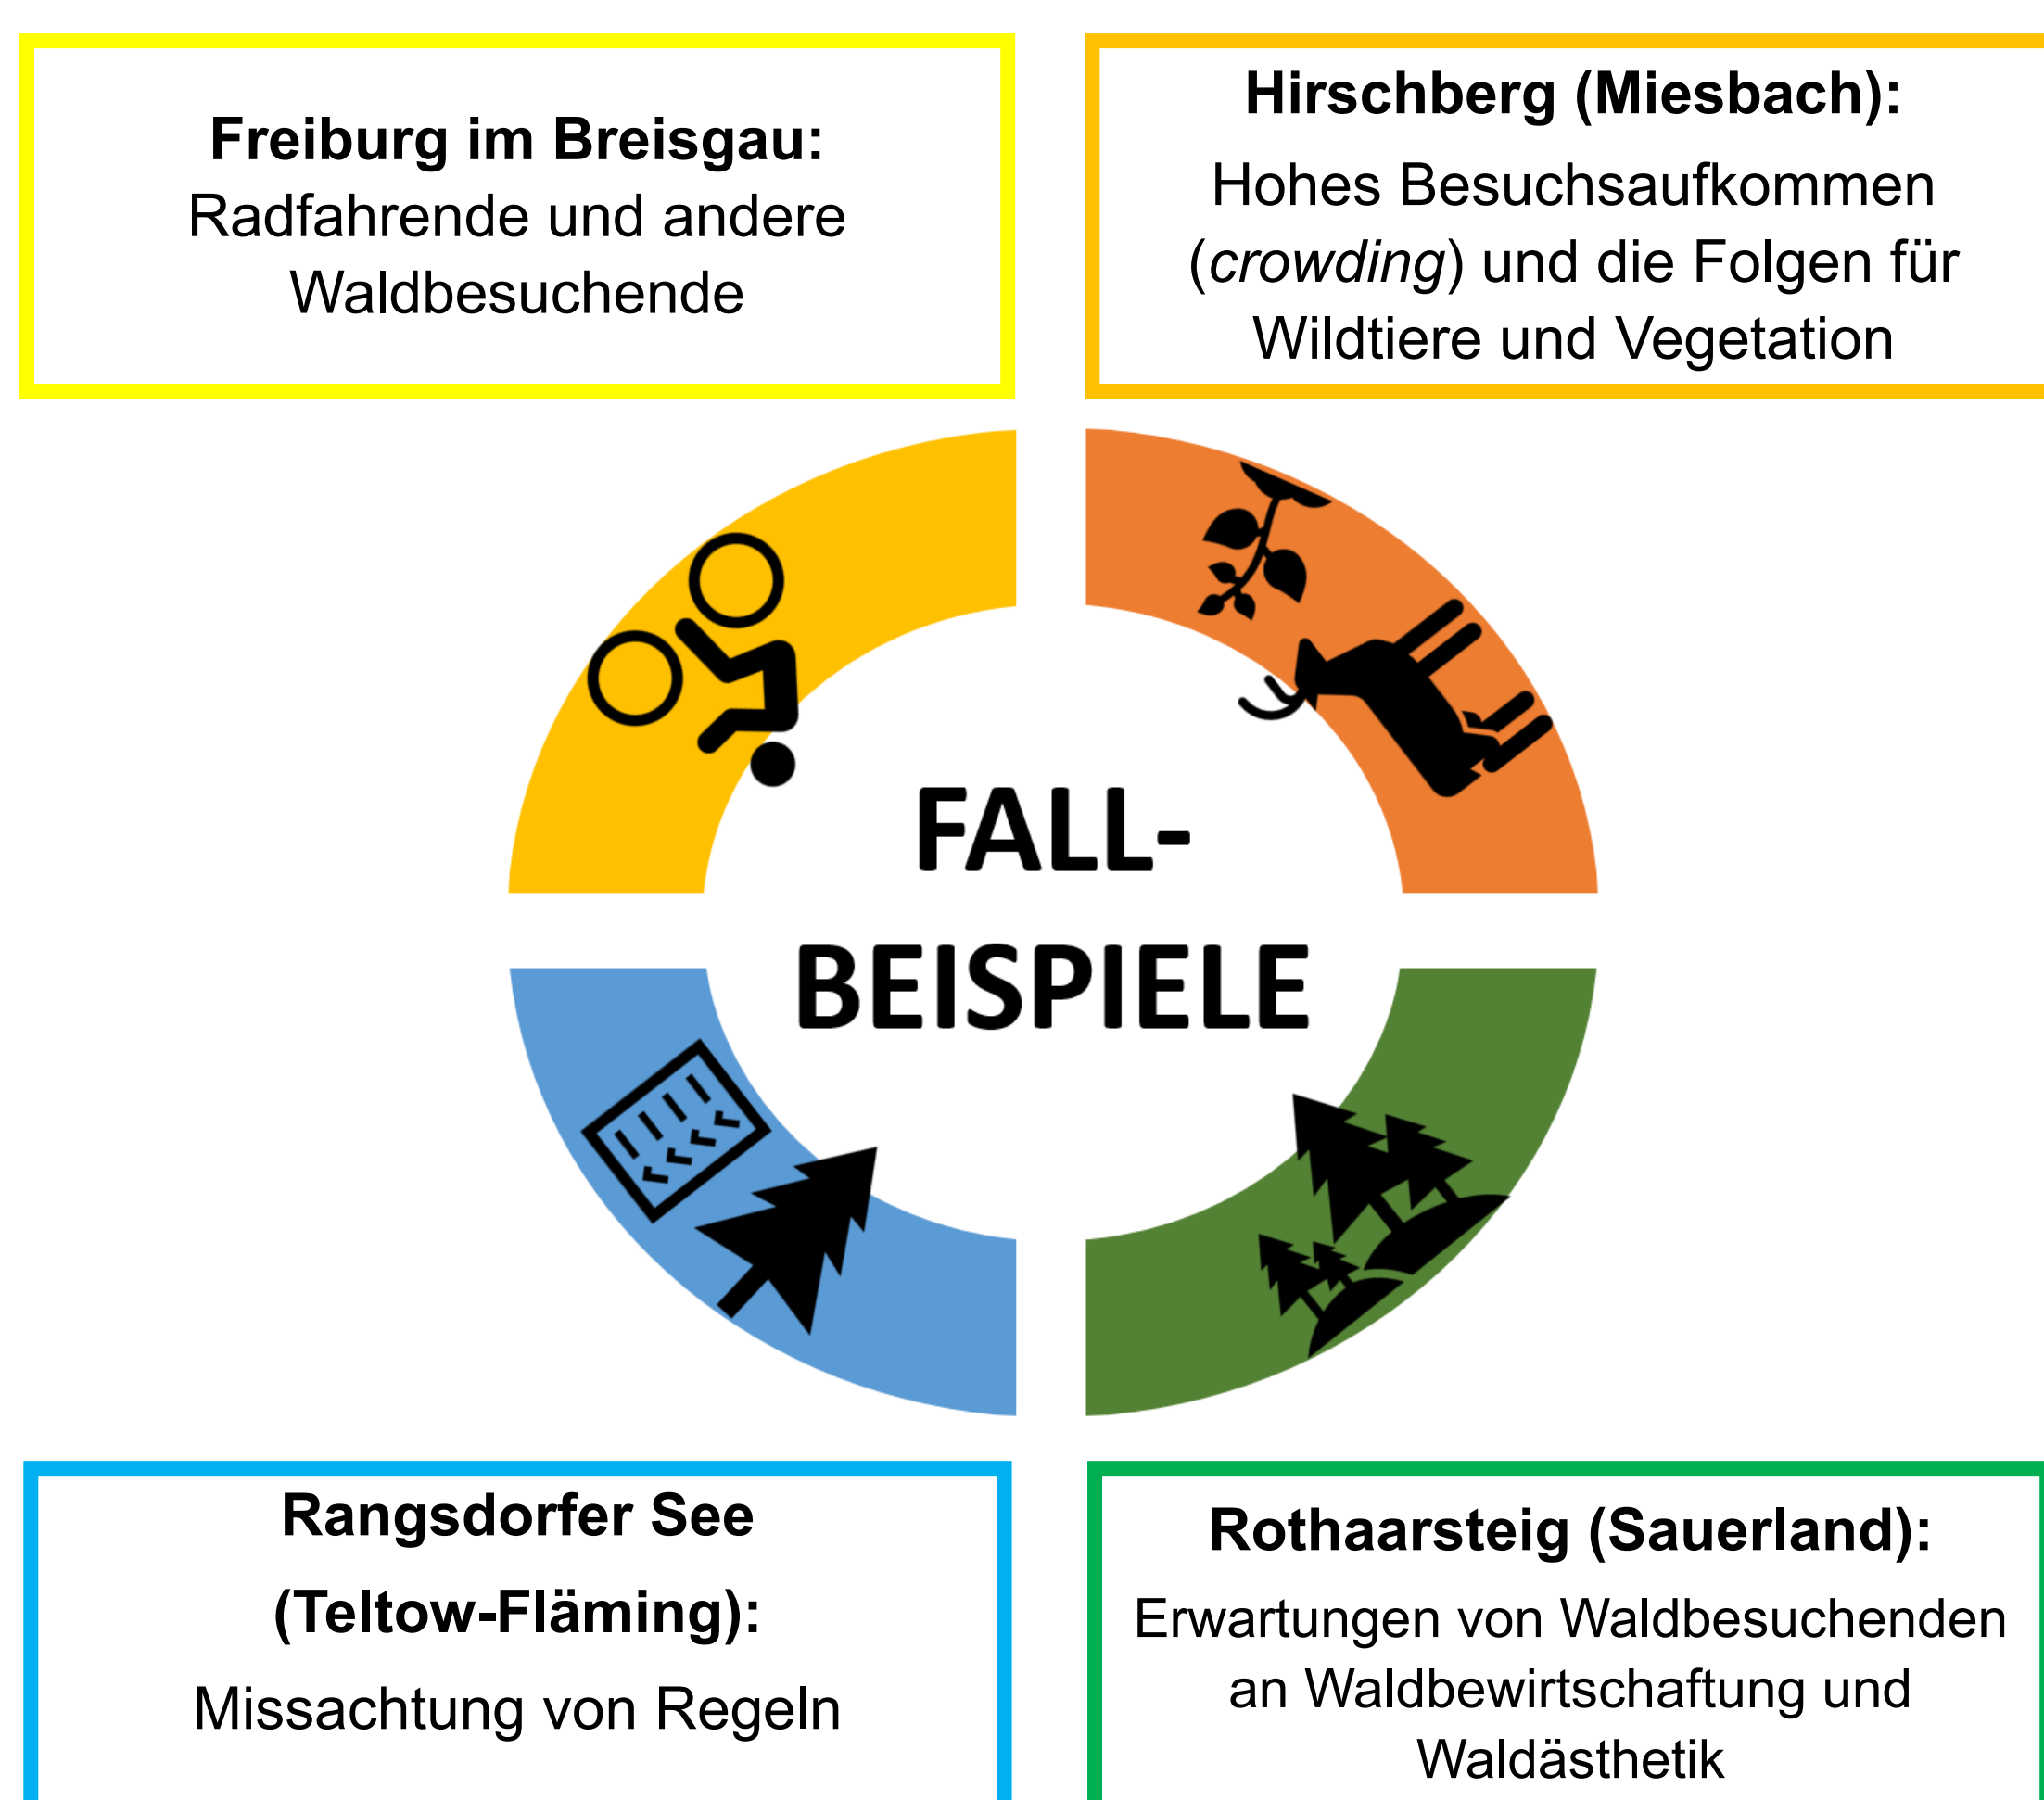 Freiburg im Breisgau:
Radfahrende und andere
Waldbesuchende
Hirschberg (Miesbach):
Hohes Besuchsaufkommen
(crowding) und die Folgen für
Wildtiere und Vegetation
FALL-
BEISPIELE
Rangsdorfer See
(Teltow-Fläming):
Missachtung von Regeln
Rothaarsteig (Sauerland):
Erwartungen von Waldbesuchenden
an Waldbewirtschaftung und
Waldästhetik